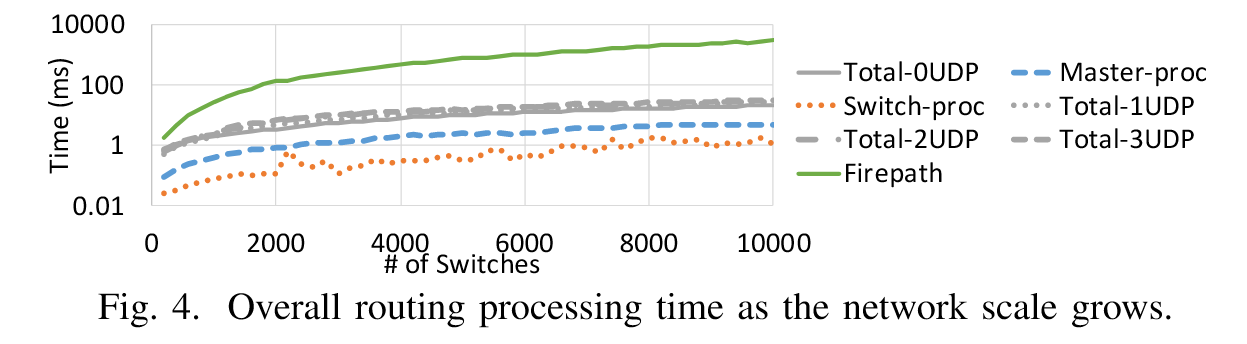 10000
100
1
0.01
Time (ms)
0 2000 4000 6000 8000 10000
# of Switches
Total-0UDP Master-proc
Switch-proc Total-1UDP
Total-2UDP Total-3UDP
Firepath
Fig. 4. Overall routing processing time as the network scale grows.